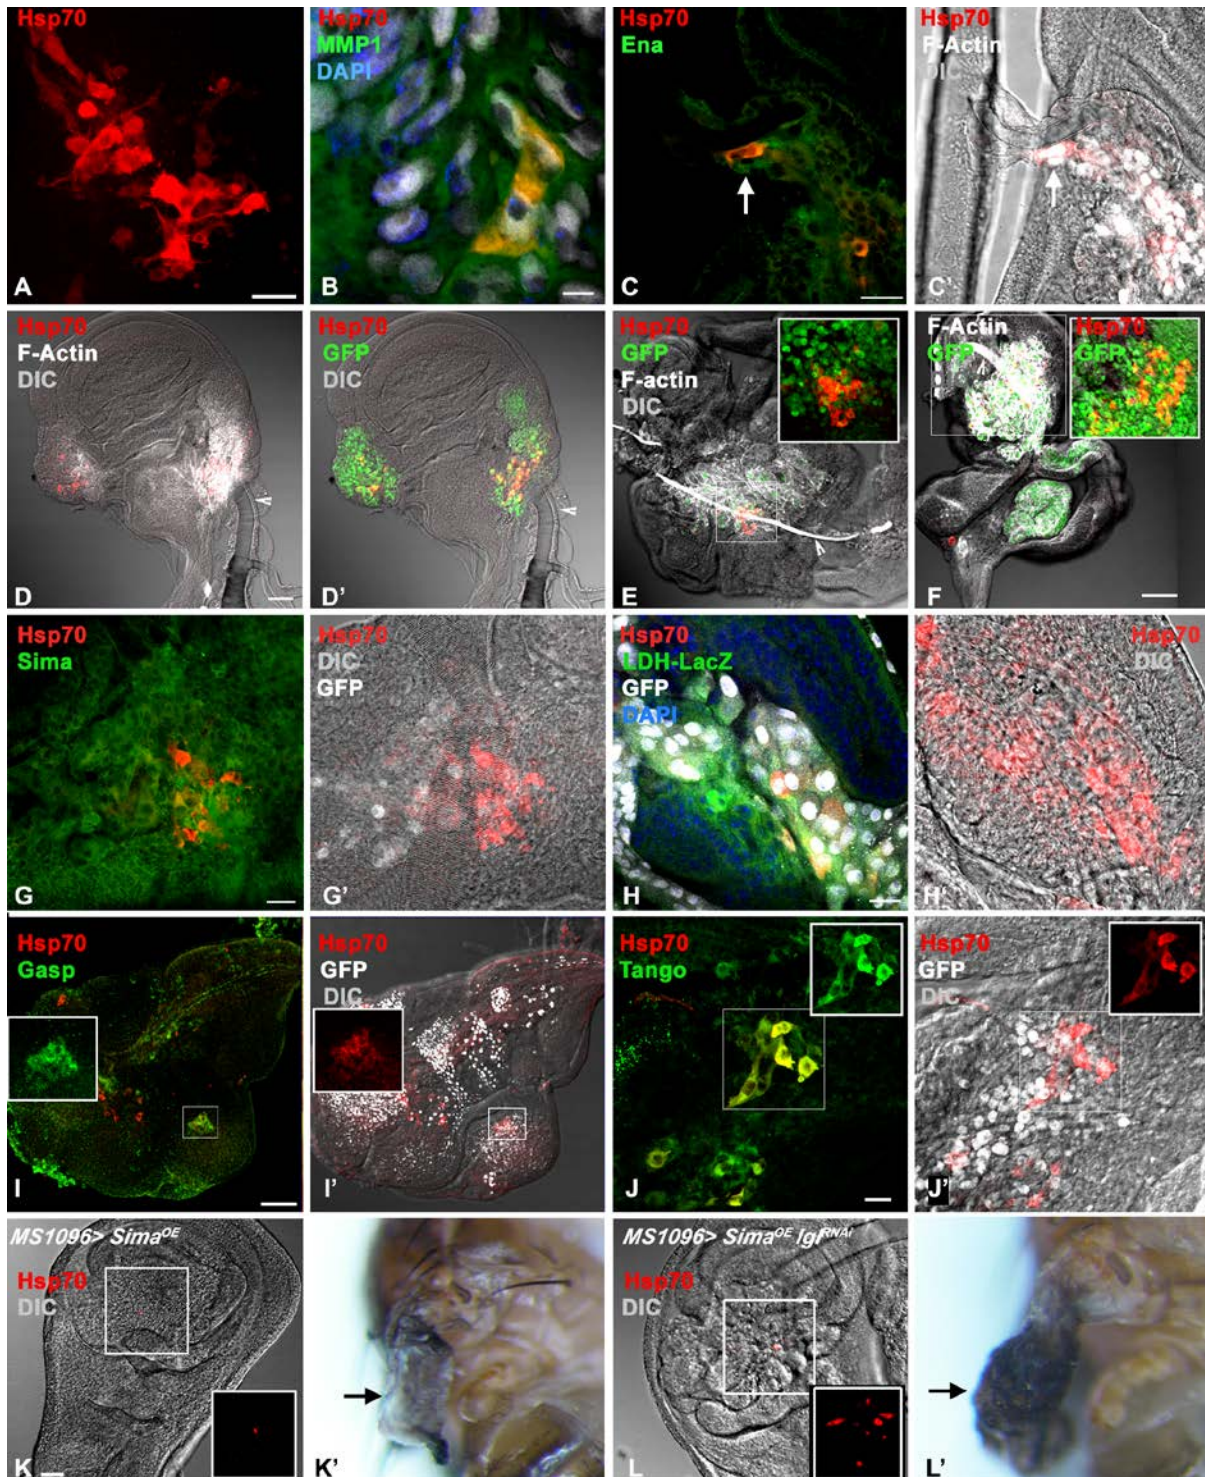 Hsp70
A
Hsp70
MMP1
DAPI
B
Hsp70
Ena
C
Hsp70
F-Actin
DIC
C'
Hsp70
F-Actin
DIC
D
Hsp70
GFP
DIC
D'
Hsp70
GFP
F-actin
DIC
E
F-Actin
GFP
Hsp70
GFP
F
Hsp70
Sima
G
Hsp70
DIC
GFP
G'
Hsp70
LDH-LacZ
GFP
DAPI
H
Hsp70
DIC
H'
Hsp70
Gasp
I
Hsp70
GFP
DIC
I'
Hsp70
Tango
J
Hsp70
GFP
DIC
J'
MS1096> Sima^OE
Hsp70
DIC
K
K'
MS1096> Sima^OE lgl^RNAi
Hsp70
DIC
L
L'